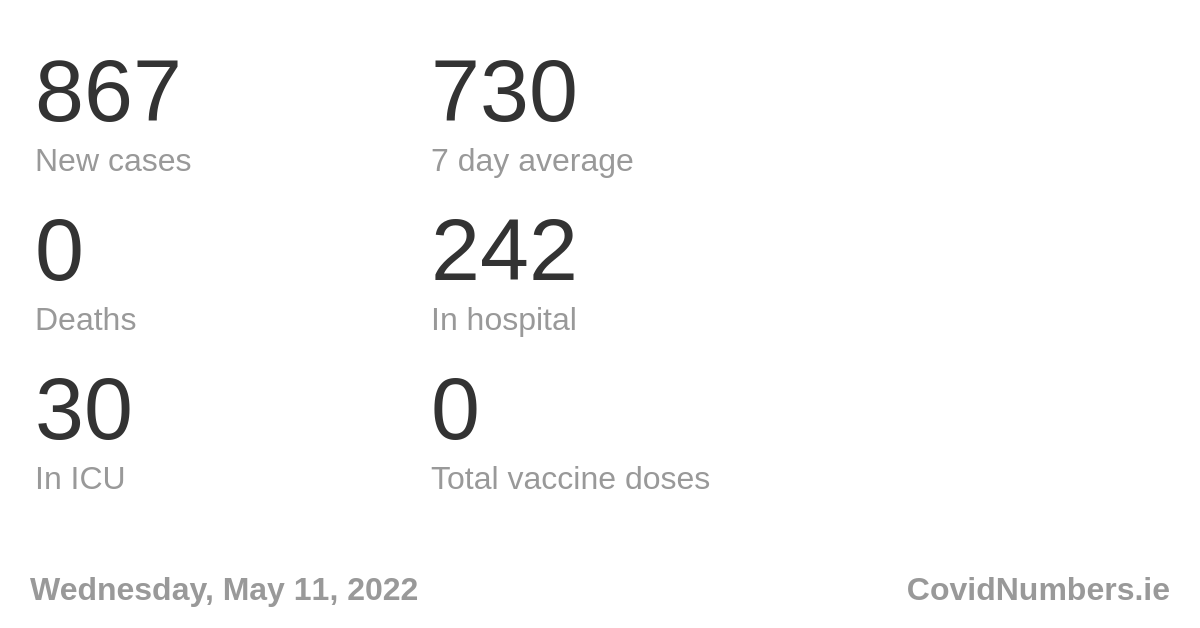 867
730
New cases
7 day average
0
242
Deaths
In hospital
30
0
In ICU
Total vaccine doses
Wednesday, May 11, 2022
CovidNumbers.ie